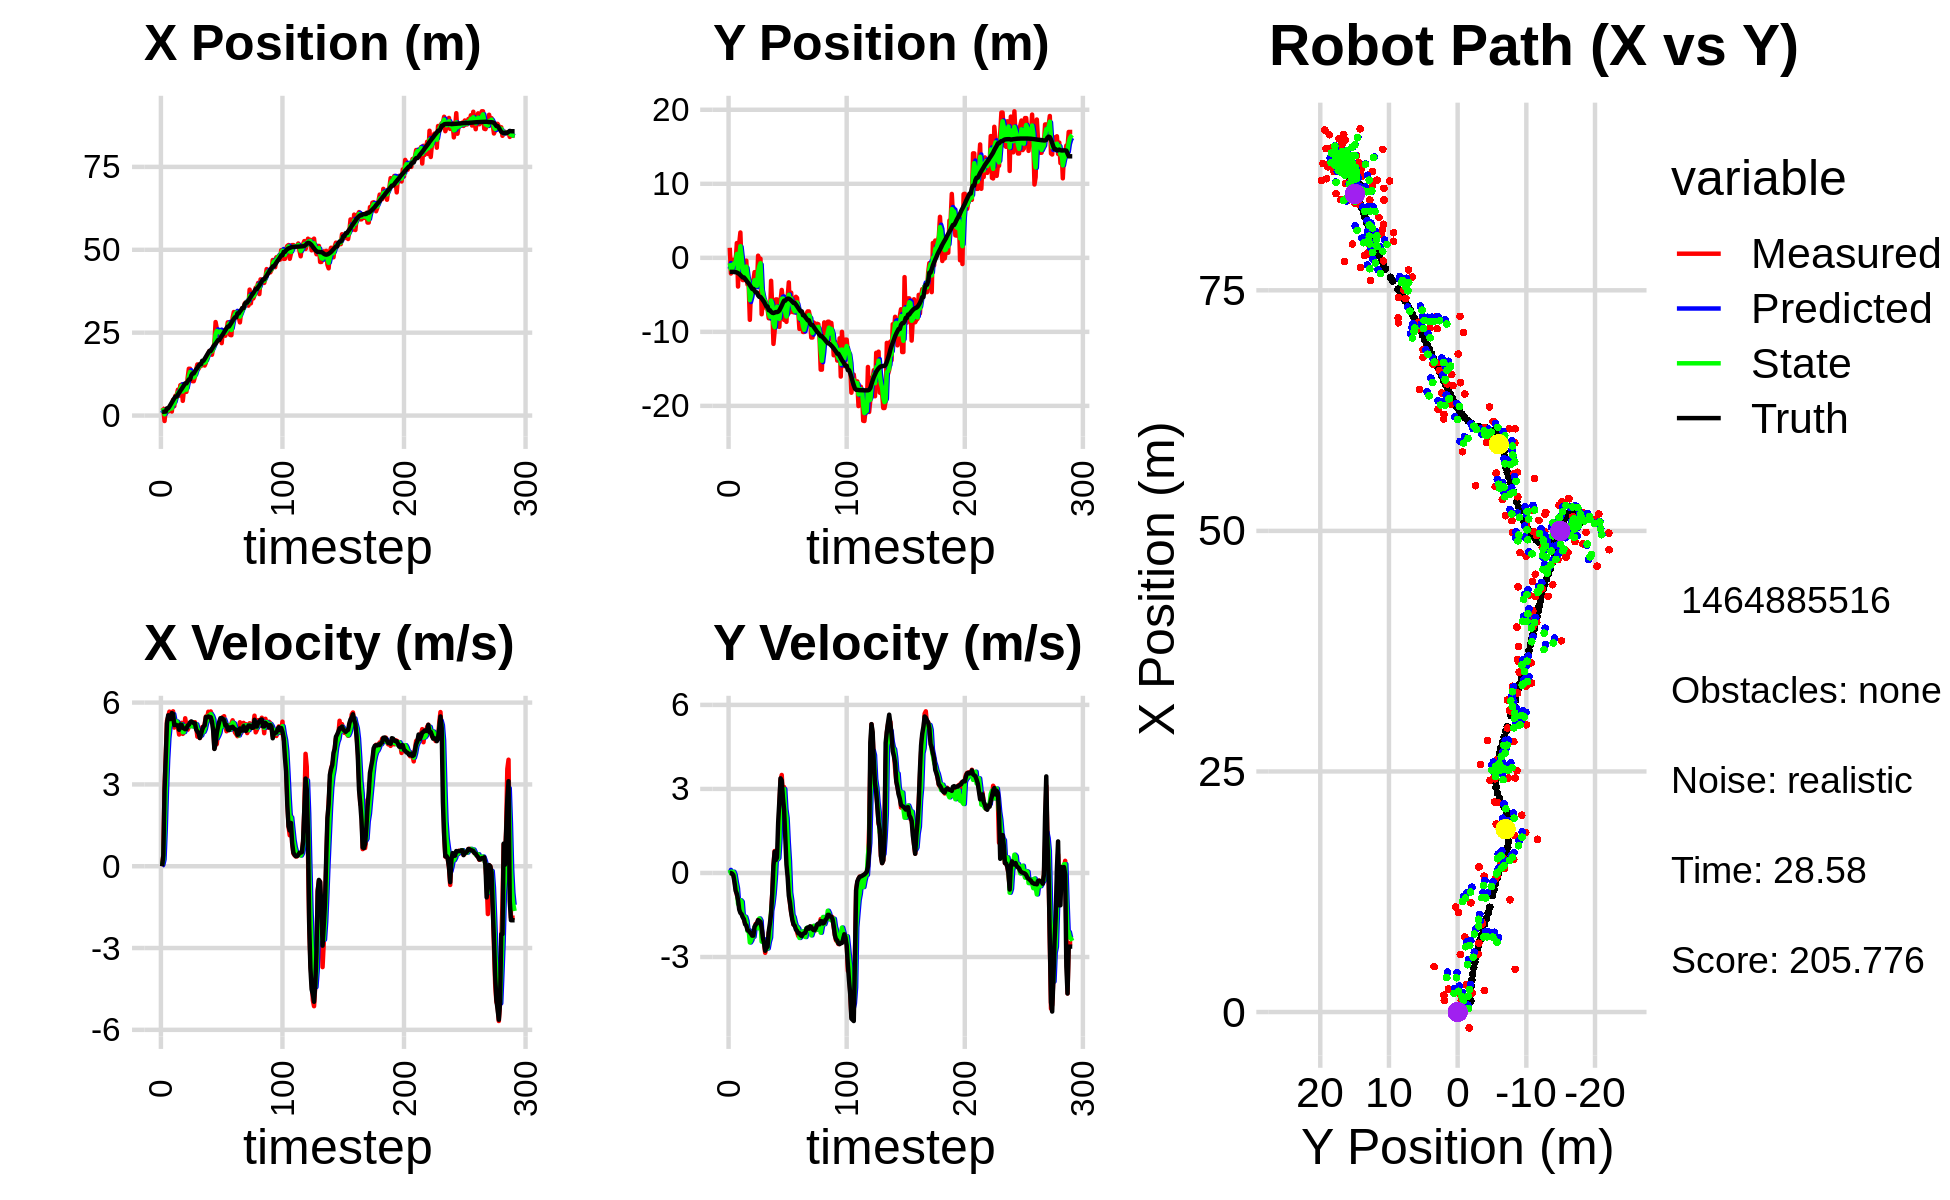 X Position (m)
75
50
25
0
0
100
200
300
timestep
Y Position (m)
20
10
0
-10
-20
0
100
200
300
timestep
X Velocity (m/s)
6
3
0
-3
-6
0
100
200
300
timestep
Y Velocity (m/s)
6
3
0
-3
0
100
200
300
timestep
Robot Path (X vs Y)
X Position (m)
75
50
25
0
20 10 0 -10 -20
Y Position (m)
variable
Measured
Predicted
State
Truth
1464885516
Obstacles: none
Noise: realistic
Time: 28.58
Score: 205.776